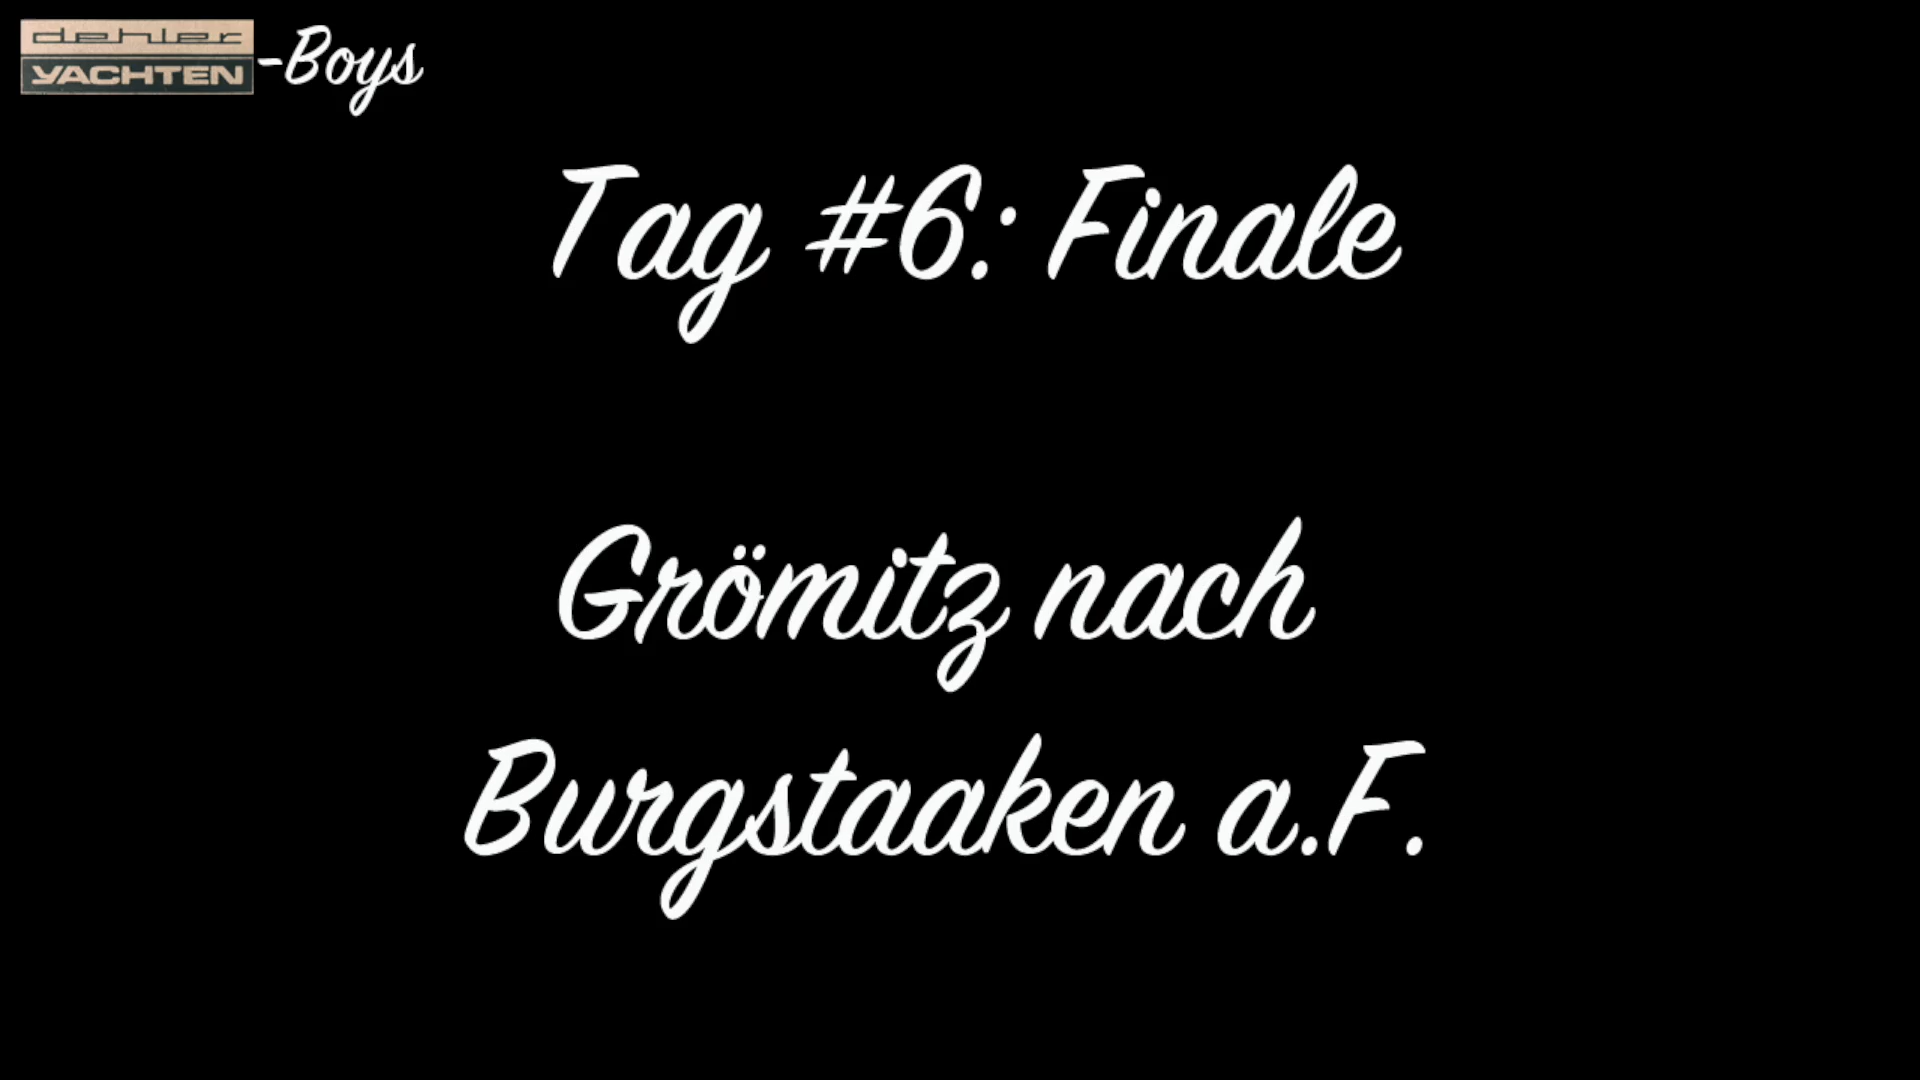 dehler
YACHTEN -Boys
Tag #6.: Finale
Grömitz nach
Burgstaaken a.F.